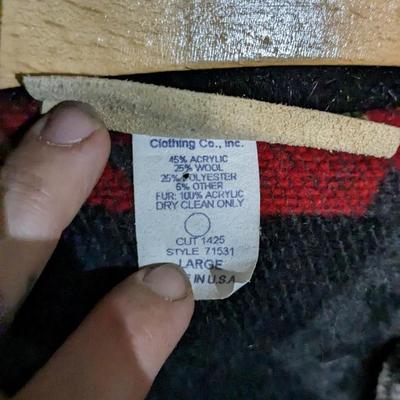 Clothing Co., Inc.
45% ACRYLIC
25% WOOL
25% POLYESTER
5% OTHER
FUR: 100% ACRYLIC
DRY CLEAN ONLY
CUT 1425
STYLE 71531
LARGE
IN U.S.A.